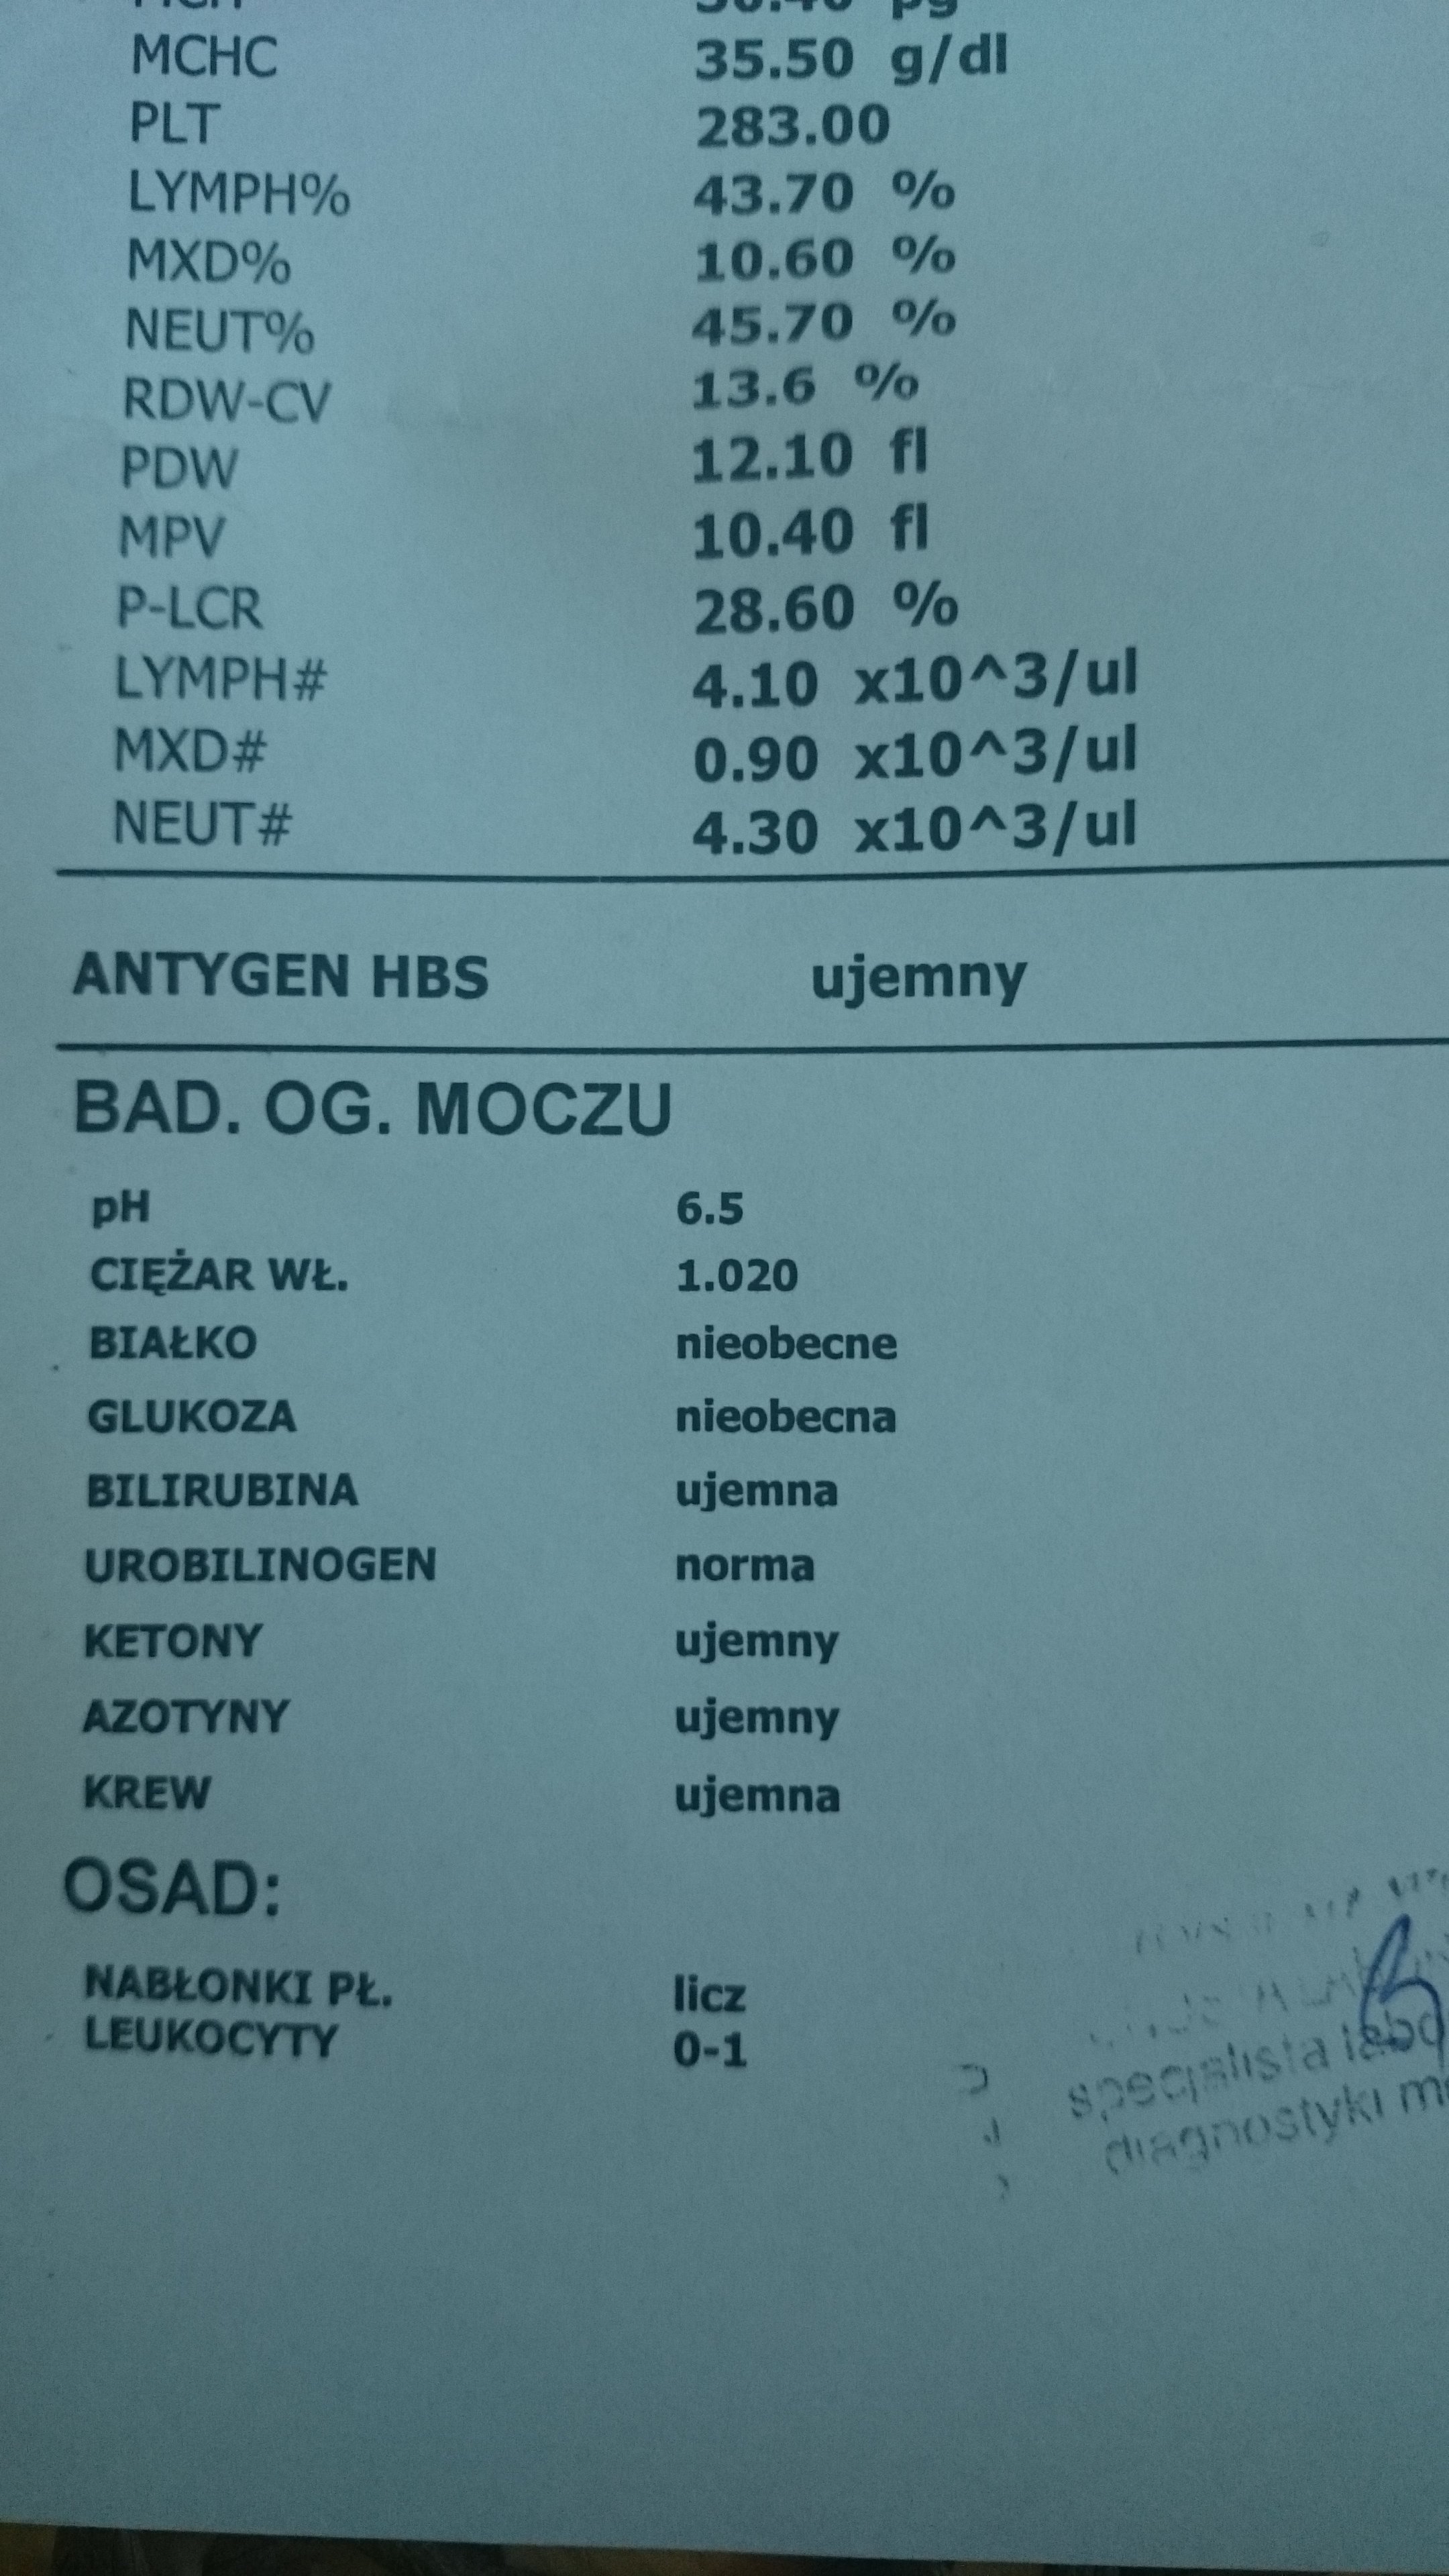 MCHC 35.50 g/dl
PLT 283.00
LYMPH% 43.70 %
MXD% 10.60 %
NEUT% 45.70 %
RDW-CV 13.6 %
PDW 12.10 fl
MPV 10.40 fl
P-LCR 28.60 %
LYMPH# 4.10 x10^3/ul
MXD# 0.90 x10^3/ul
NEUT# 4.30 x10^3/ul
ANTYGEN HBS ujemny
BAD. OG. MOCZU
pH 6.5
CIĘŻAR WŁ. 1.020
BIAŁKO nieobecne
GLUKOZA nieobecna
BILIRUBINA ujemna
UROBILINOGEN norma
KETONY ujemny
AZOTYNY ujemny
KREW ujemna
OSAD:
NABŁONKI PŁ. licz
LEUKOCYTY 0-1
specjalista
diagnostyki